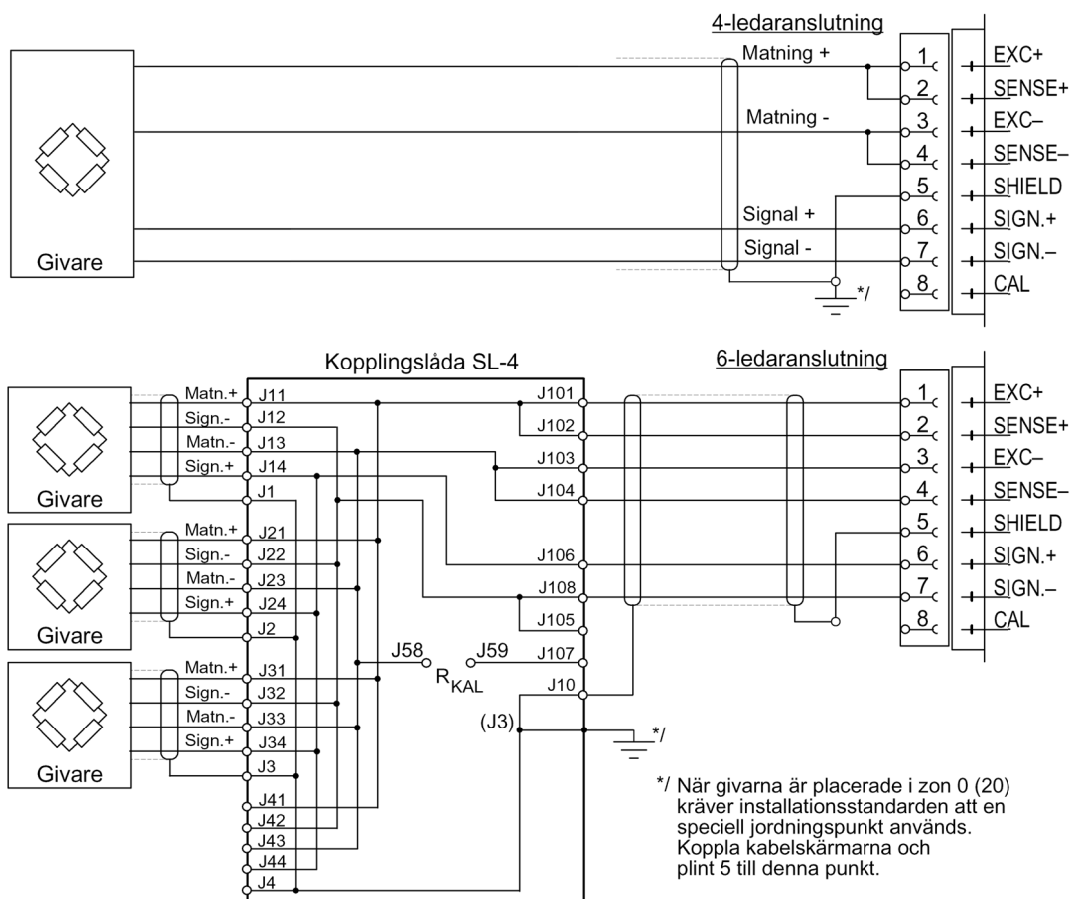 4-ledaranslutning
Matning +
1
EXC+
2
SENSE+
Matning -
3
EXC–
4
SENSE–
5
SHIELD
Signal +
6
SIGN.+
Signal -
7
SIGN.–
8
CAL
*/
Givare
Kopplingslåda SL-4
6-ledaranslutning
Matn.+
J11
J101
1
EXC+
Sign.-
J12
J102
2
SENSE+
Matn.-
J13
J103
3
EXC–
Sign.+
J14
J104
4
SENSE–
Givare
J1
5
SHIELD
Matn.+
J21
Sign.-
J22
J106
6
SIGN.+
Matn.-
J23
J108
7
SIGN.–
Sign.+
J24
J105
8
CAL
Givare
J2
J58
J59
J107
RKAL
Matn.+
J31
J10
Sign.-
J32
Matn.-
J33
(J3)
*/
Sign.+
J34
Givare
J3
J41
J42
J43
J44
J4
*/ När givarna är placerade i zon 0 (20)
kräver installationsstandarden att en
speciell jordningspunkt används.
Koppla kabelskärmarna och
plint 5 till denna punkt.